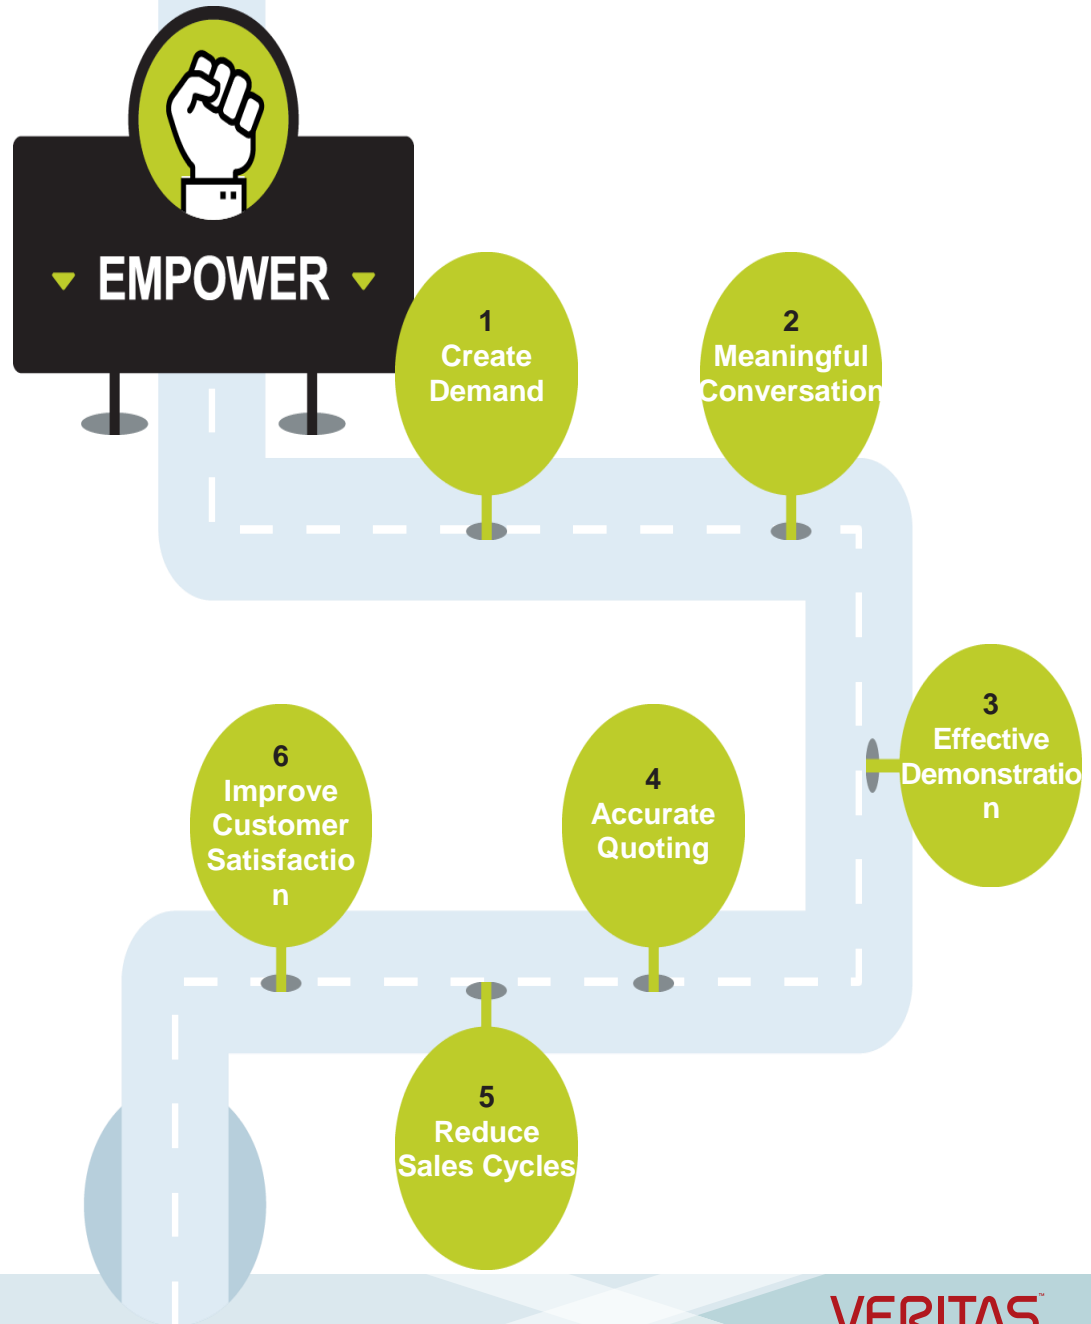 EMPOWER
1
Create
Demand
2
Meaningful
Conversation
3
Effective
Demonstratio
n
4
Accurate
Quoting
5
Reduce
Sales Cycles
6
Improve
Customer
Satisfactio
n
VERITAS™